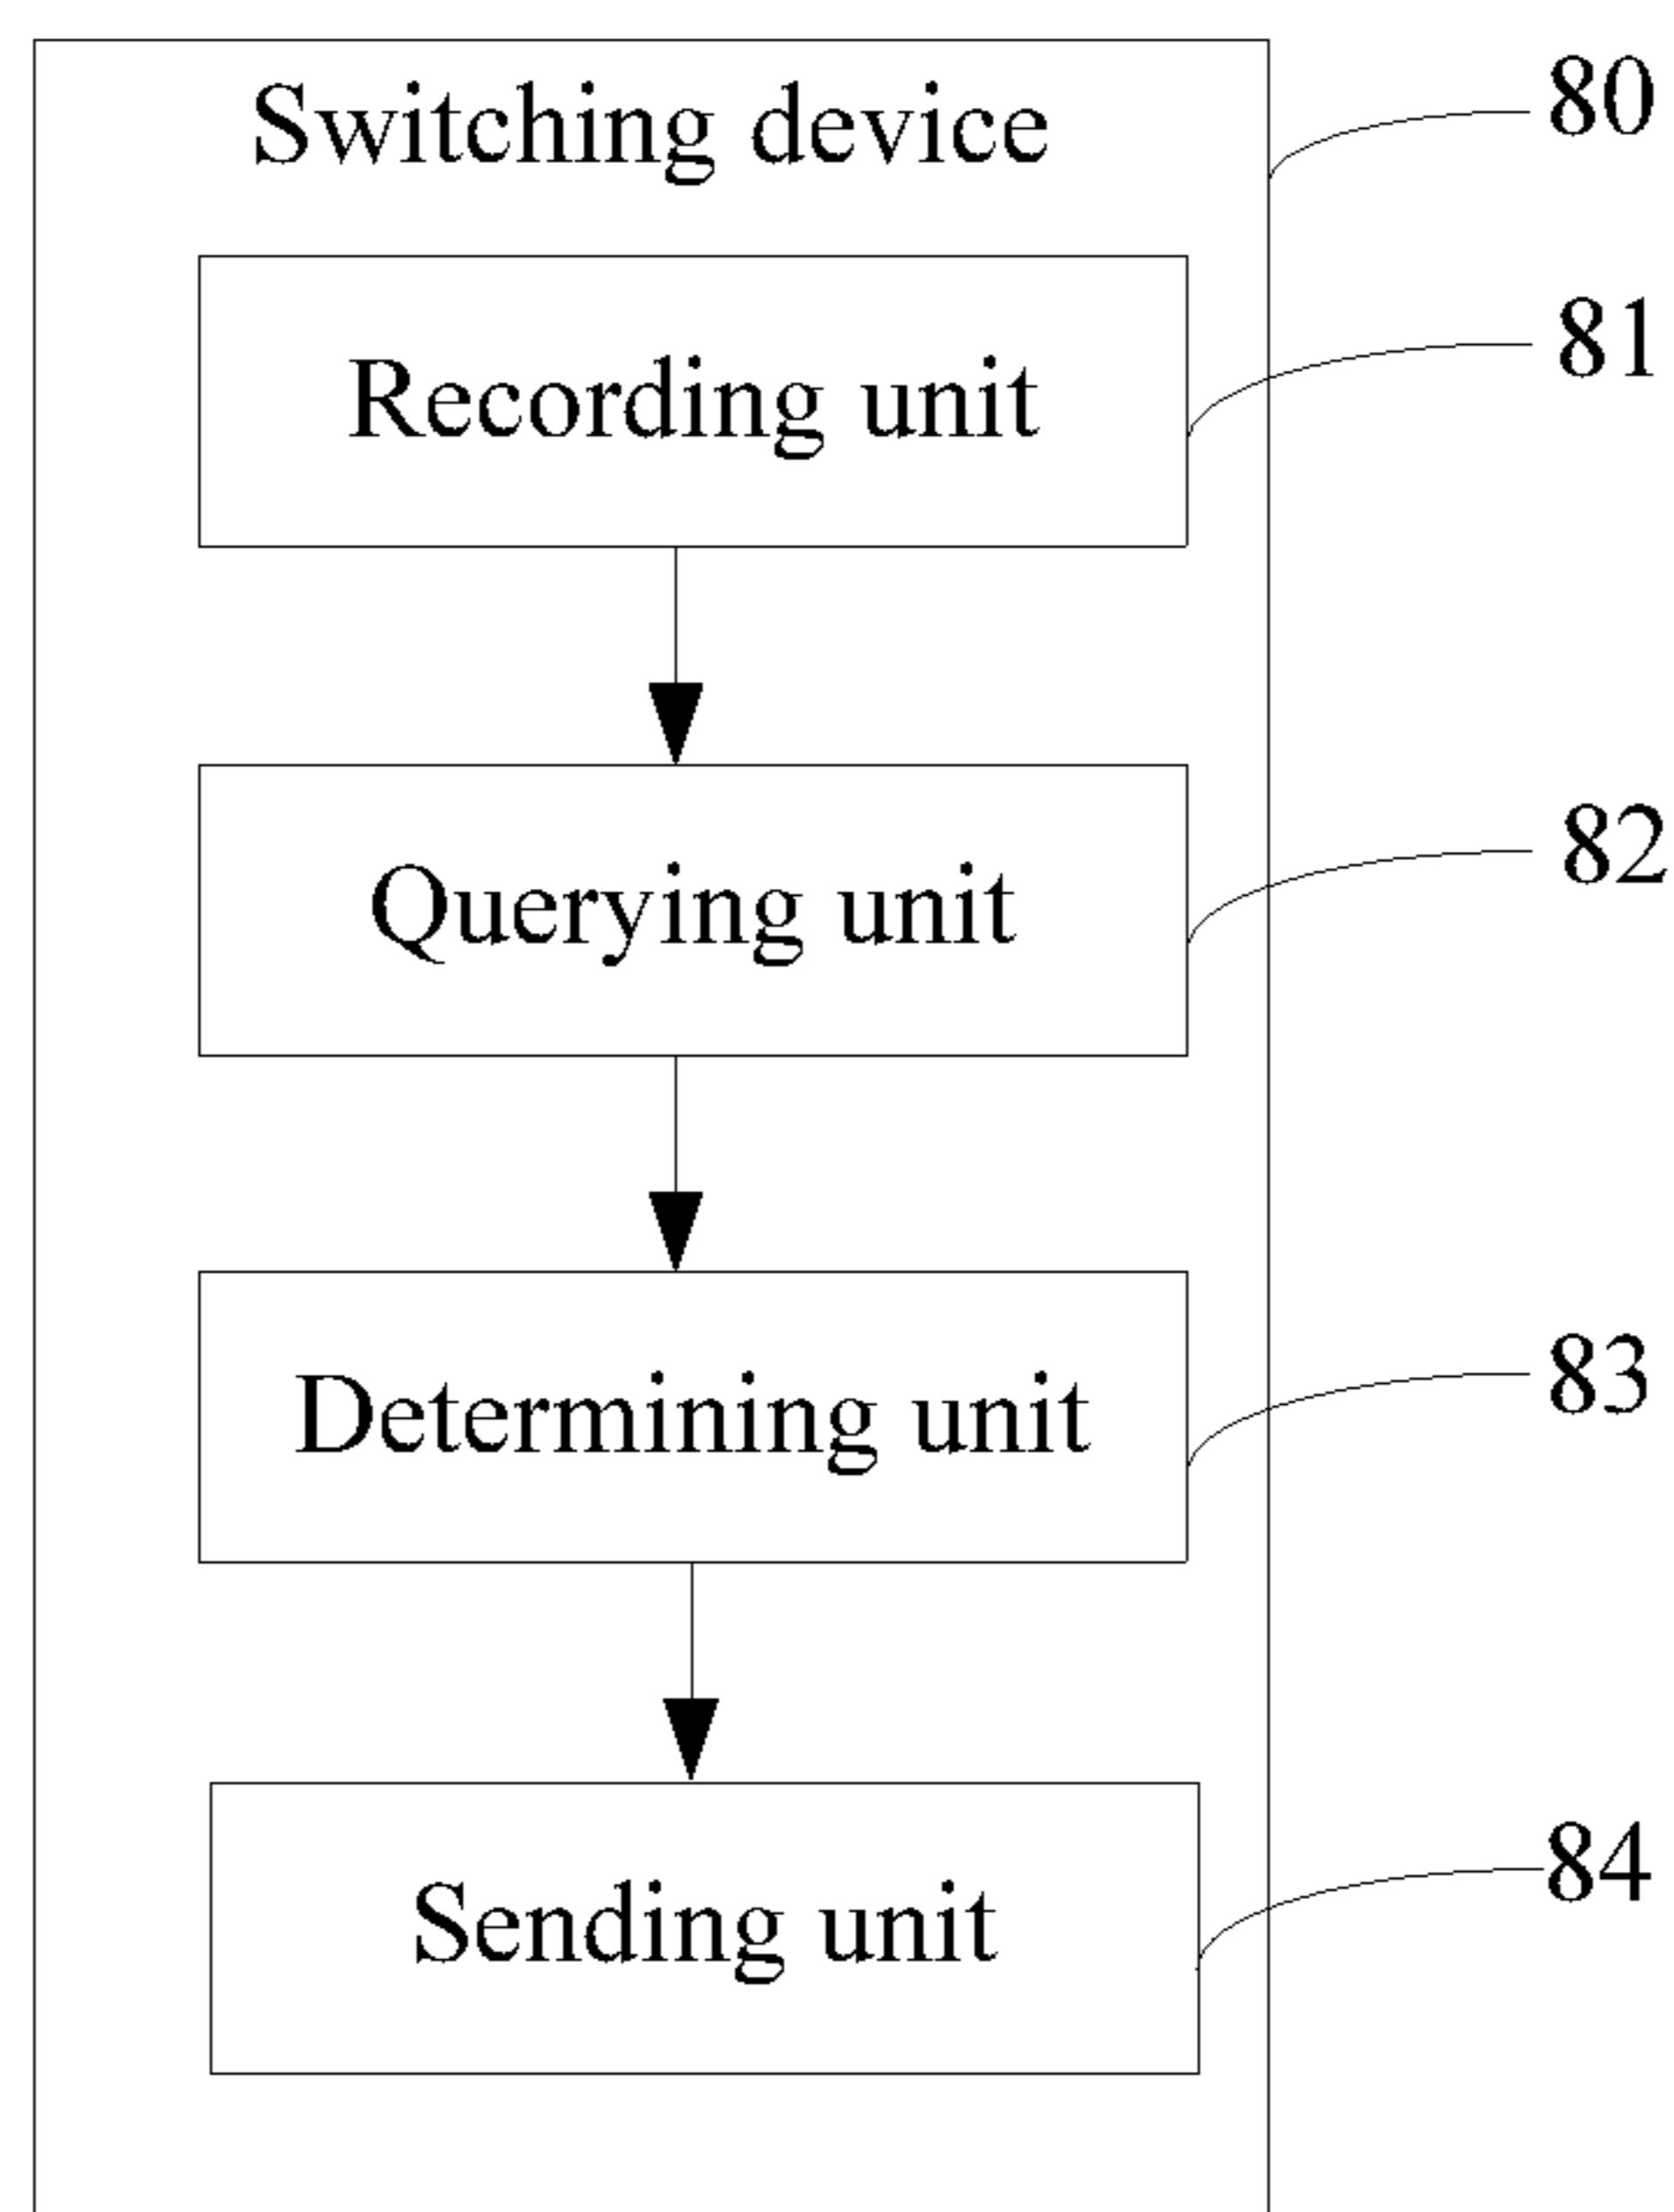 Switching device
80
Recording unit
81
Querying unit
82
Determining unit
83
Sending unit
84